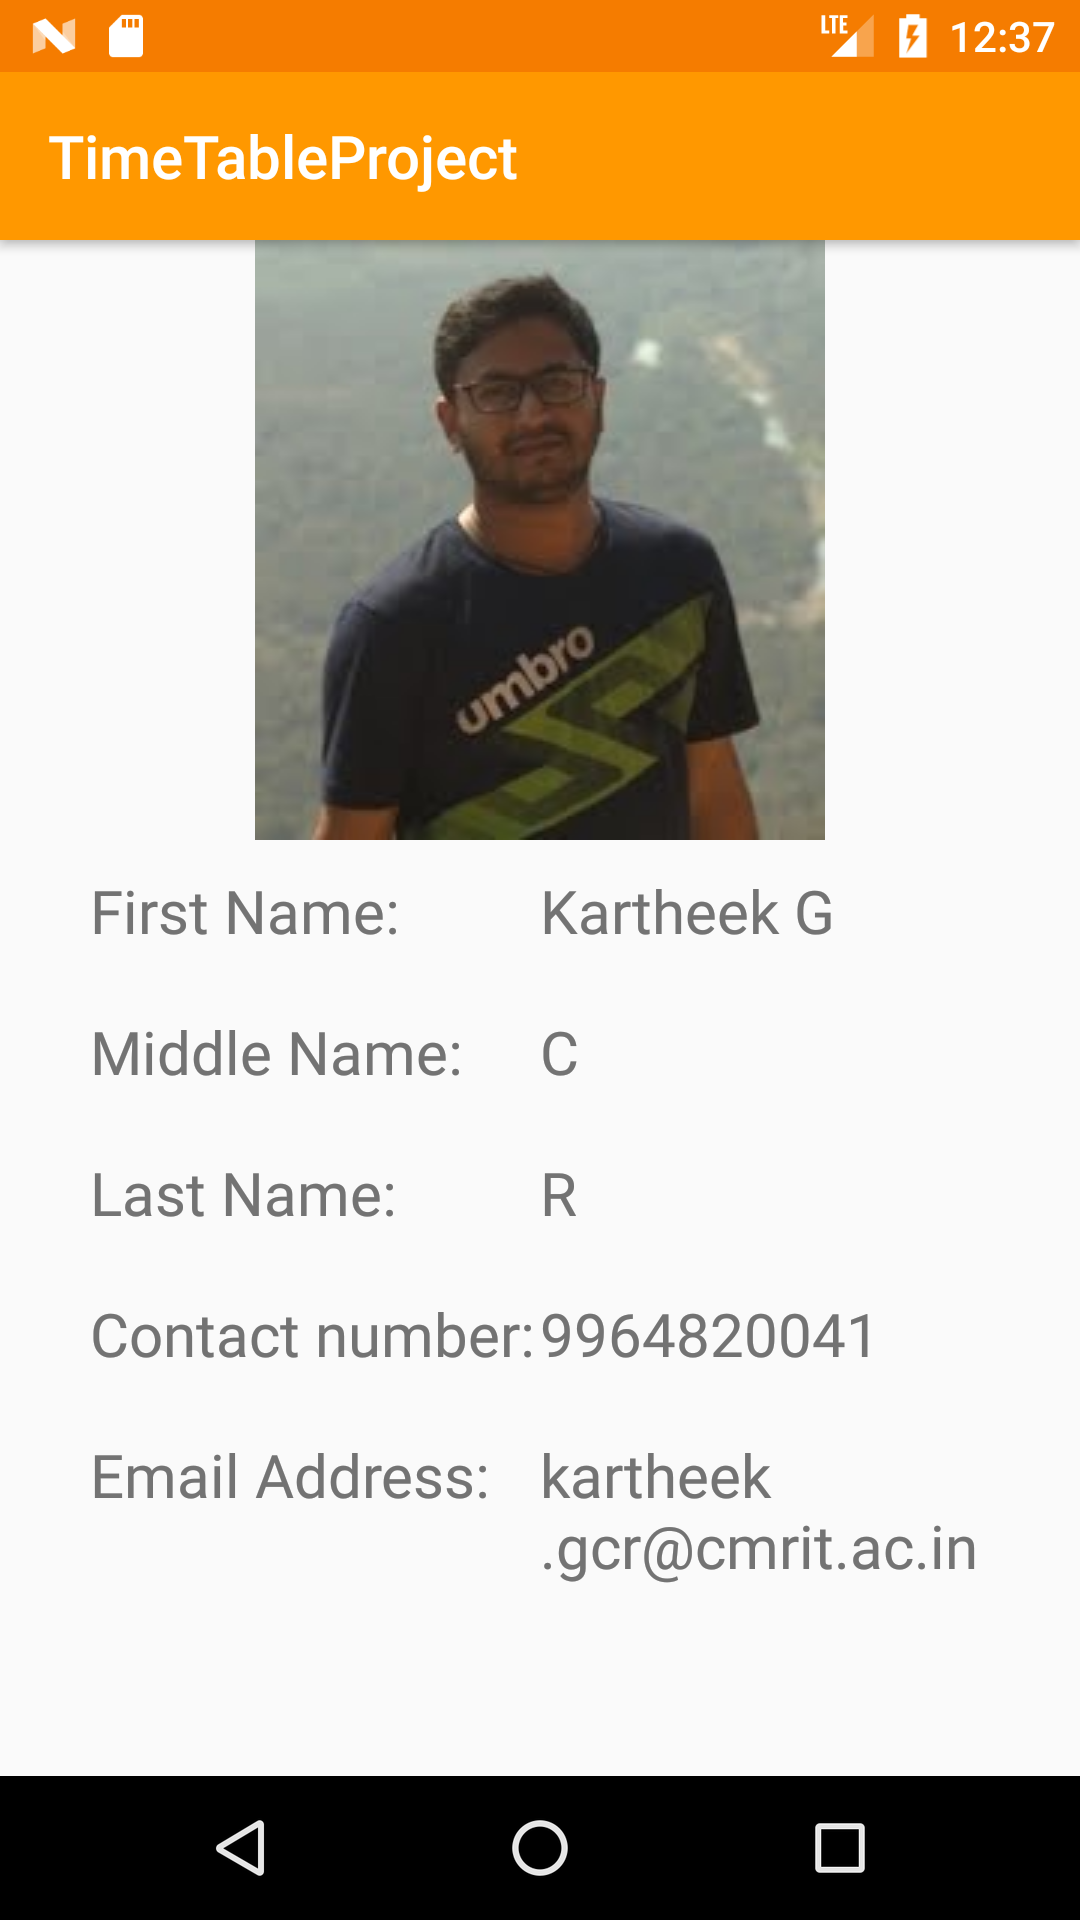 LTE 12:37
TimeTableProject
umbro
First Name: Kartheek G
Middle Name: C
Last Name: R
Contact number: 9964820041
Email Address: kartheek
.gcr@cmrit.ac.in